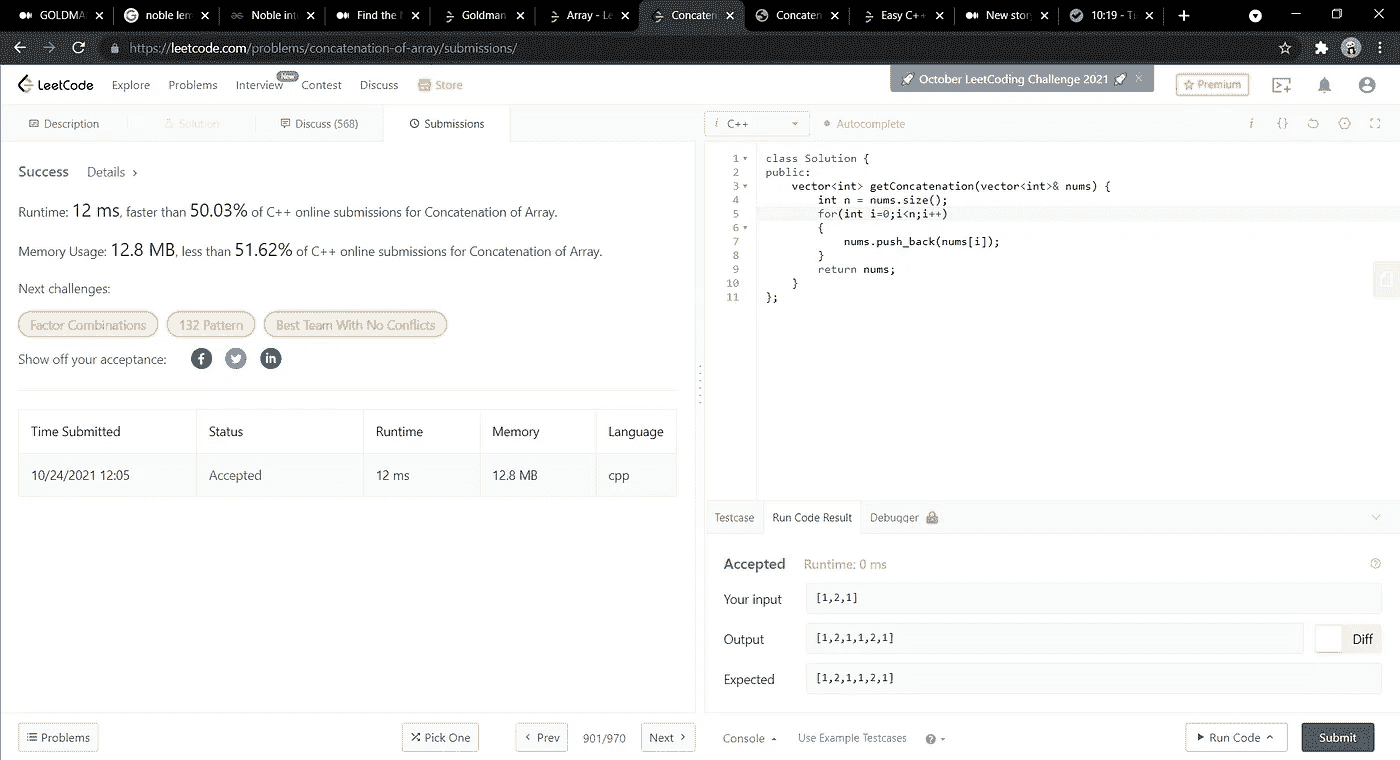 GOLDMA
noble lem
Noble int
Find the
Goldman
Array - Le
Concaten
Concaten
Easy C++
New stor
10:19 - Ti
https://leetcode.com/problems/concatenation-of-array/submissions/
LeetCode
Explore
Problems
Interview
New
Contest
Discuss
Store
October LeetCoding Challenge 2021
Premium
Description
Solution
Discuss (568)
Submissions
i C++
Autocomplete
Success
Details >
Runtime: 12 ms, faster than 50.03% of C++ online submissions for Concatenation of Array.
Memory Usage: 12.8 MB, less than 51.62% of C++ online submissions for Concatenation of Array.
Next challenges:
Factor Combinations
132 Pattern
Best Team With No Conflicts
Show off your acceptance:
Time Submitted Status Runtime Memory Language
10/24/2021 12:05 Accepted 12 ms 12.8 MB cpp
1 class Solution {
2 public:
3 vector<int> getConcatenation(vector<int>& nums) {
4 int n = nums.size();
5 for(int i=0;i<n;i++)
6 {
7 nums.push_back(nums[i]);
8 }
9 return nums;
10 }
11 };
Testcase
Run Code Result
Debugger
Accepted Runtime: 0 ms
Your input [1,2,1]
Output [1,2,1,1,2,1]
Diff
Expected [1,2,1,1,2,1]
Problems
Pick One
< Prev
901/970
Next >
Console
Use Example Testcases
Run Code
Submit